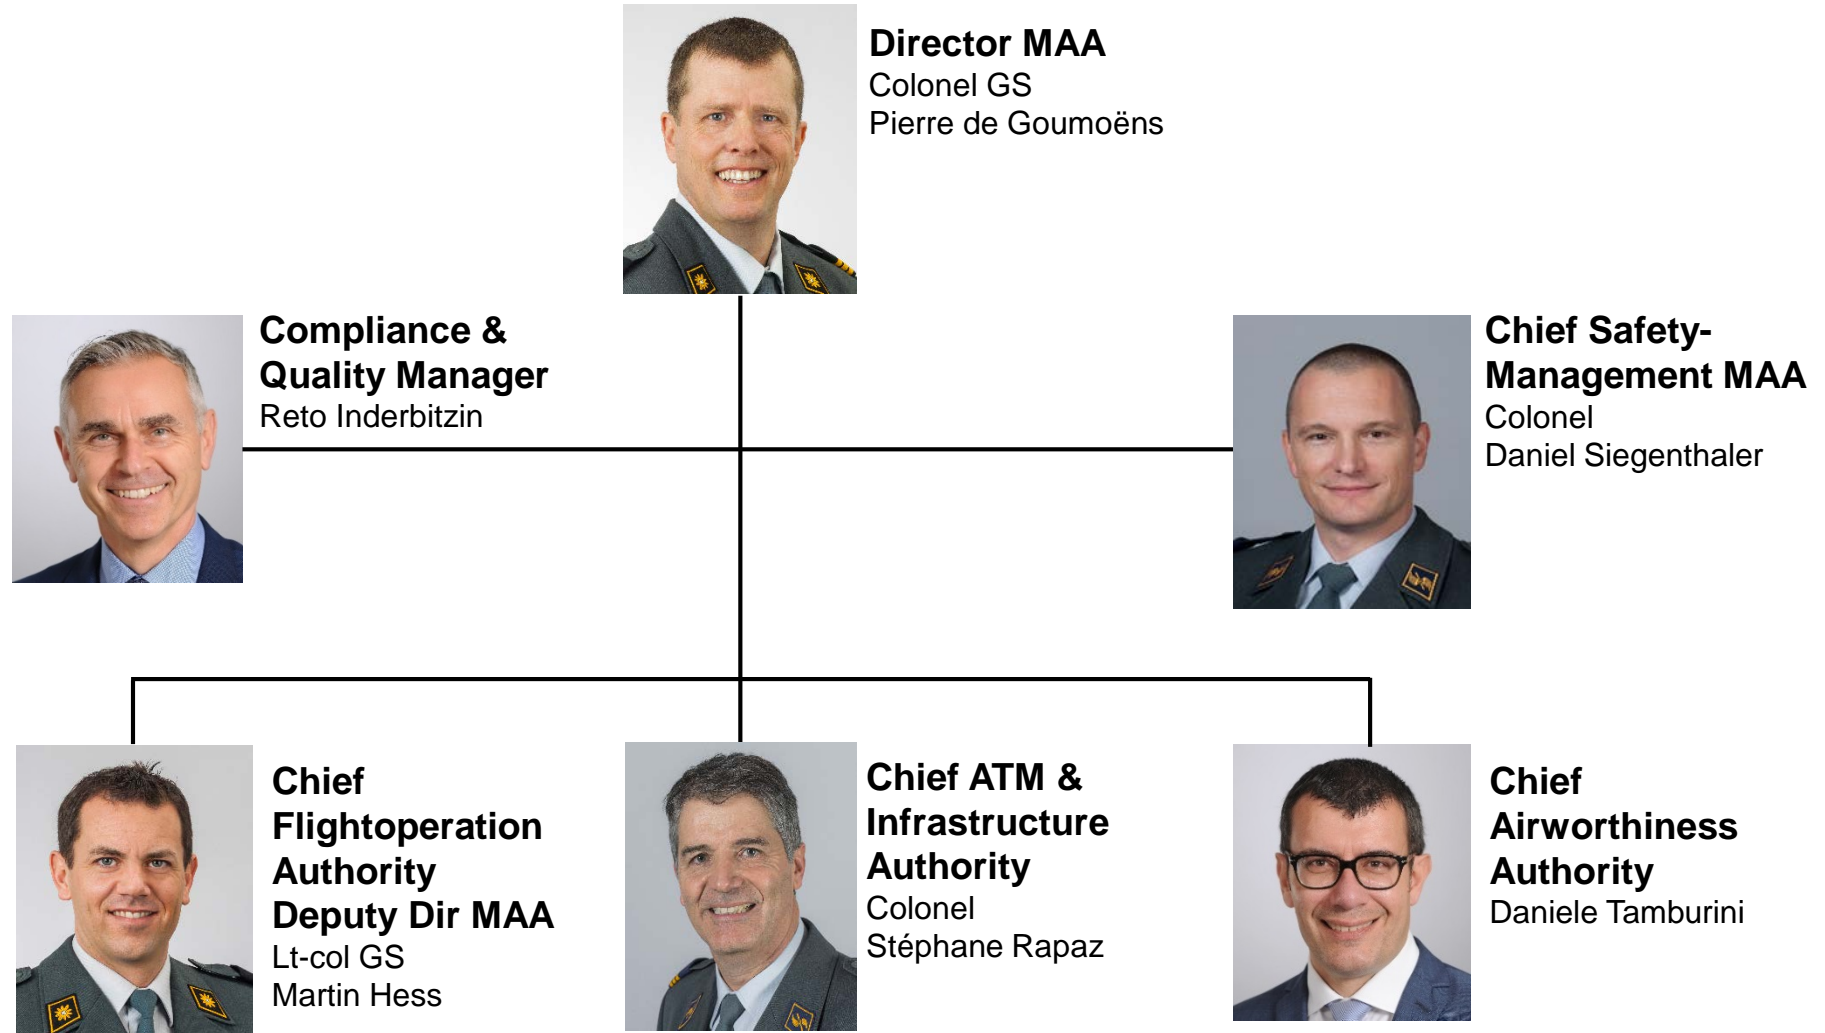 Director MAA
Colonel GS
Pierre de Goumoëns
Compliance &
Quality Manager
Reto Inderbitzin
Chief Safety-
Management MAA
Colonel
Daniel Siegenthaler
Chief
Flightoperation
Authority
Deputy Dir MAA
Lt-col GS
Martin Hess
Chief ATM &
Infrastructure
Authority
Colonel
Stéphane Rapaz
Chief
Airworthiness
Authority
Daniele Tamburini